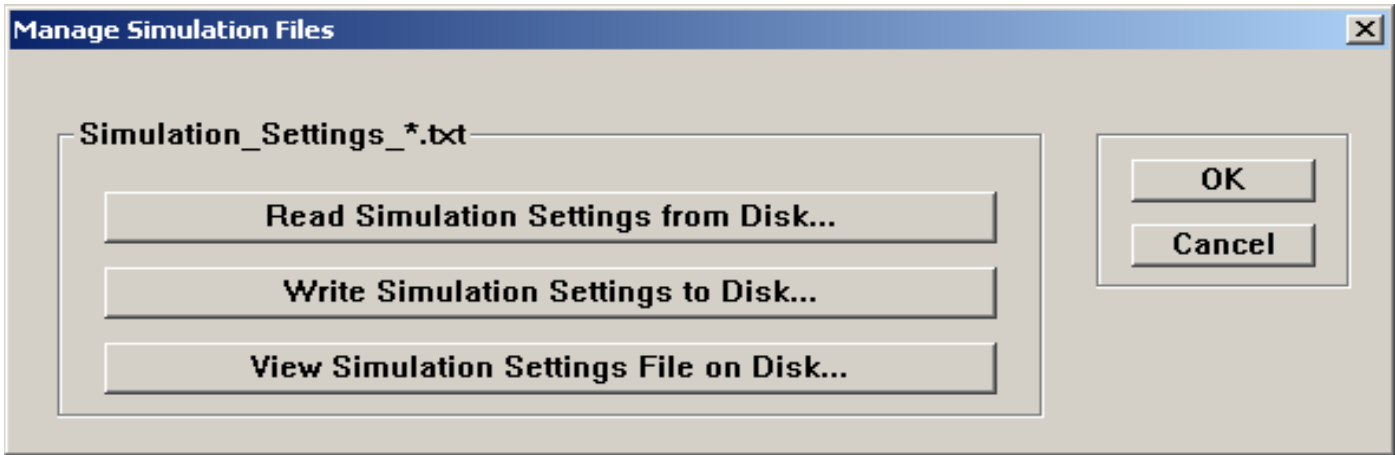 Manage Simulation Files
Simulation_Settings_*.txt
Read Simulation Settings from Disk...
Write Simulation Settings to Disk...
View Simulation Settings File on Disk...
OK
Cancel